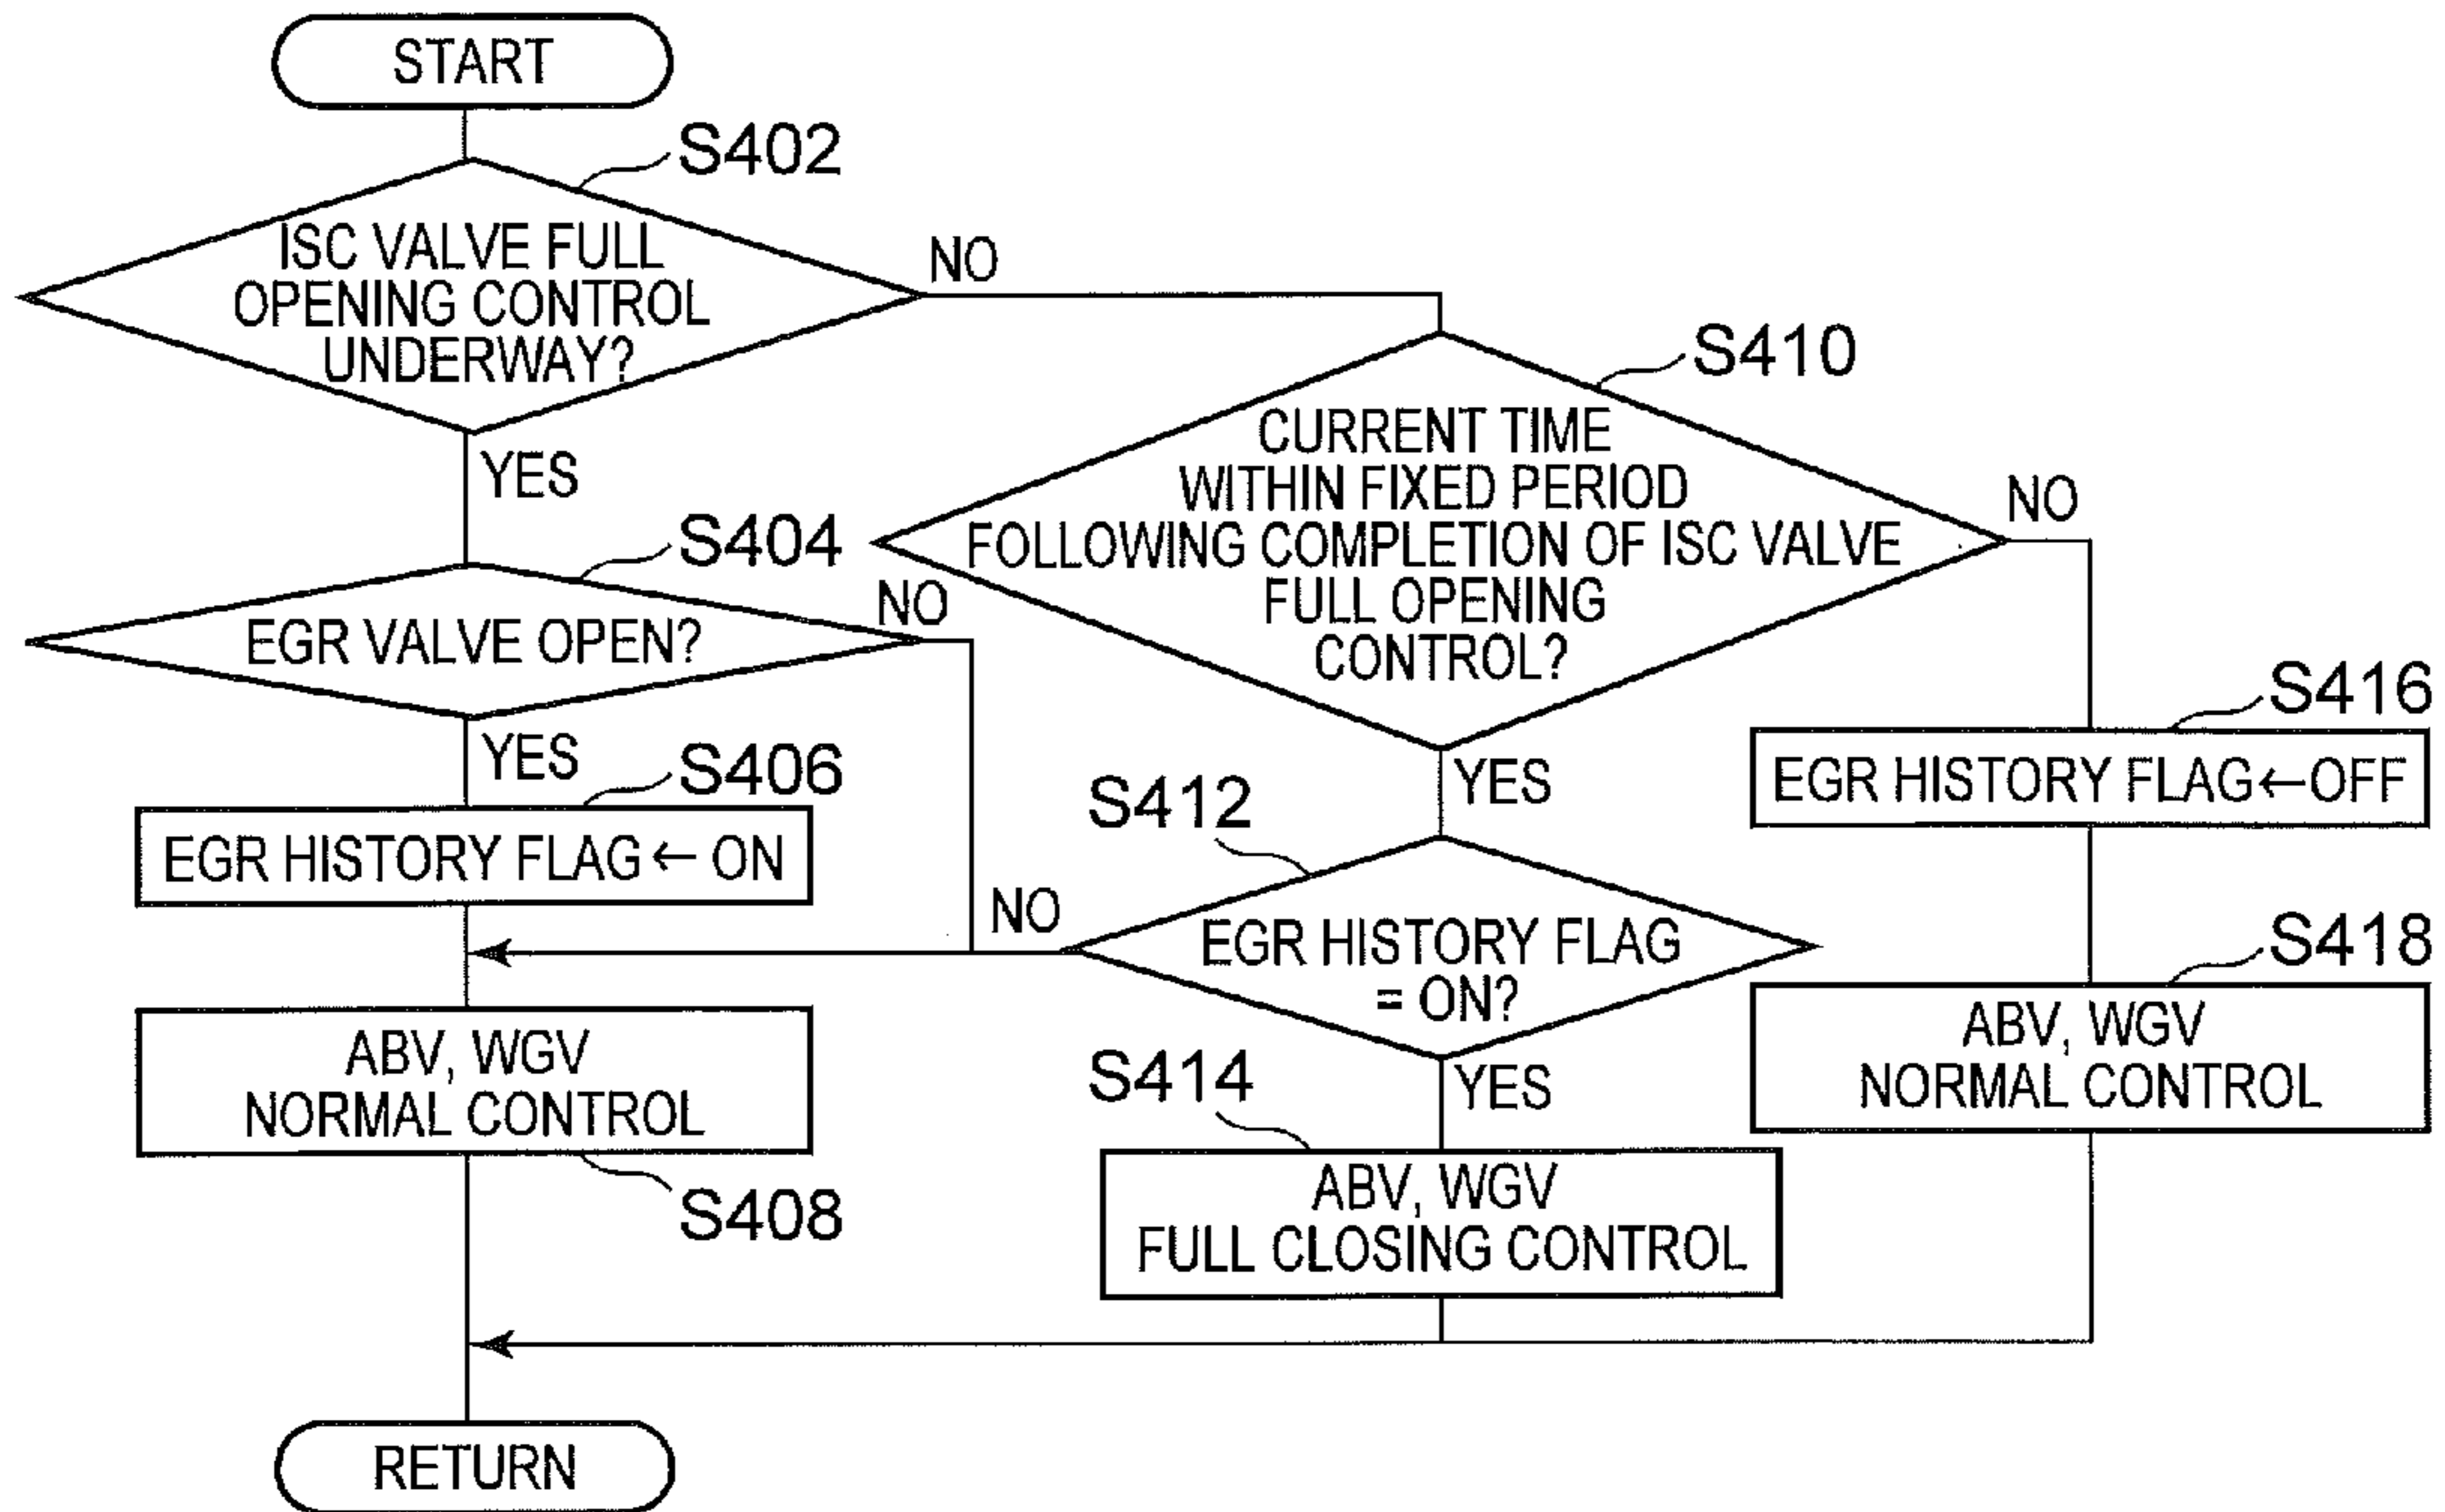 START
S402
ISC VALVE FULL
OPENING CONTROL
UNDERWAY?
NO
YES
S404
EGR VALVE OPEN?
NO
YES
S406
EGR HISTORY FLAG ← ON
ABV, WGV
NORMAL CONTROL
S408
S410
CURRENT TIME
WITHIN FIXED PERIOD
FOLLOWING COMPLETION OF ISC VALVE
FULL OPENING
CONTROL?
NO
YES
S412
EGR HISTORY FLAG
= ON?
NO
YES
S414
ABV, WGV
FULL CLOSING CONTROL
S416
EGR HISTORY FLAG←OFF
S418
ABV, WGV
NORMAL CONTROL
RETURN